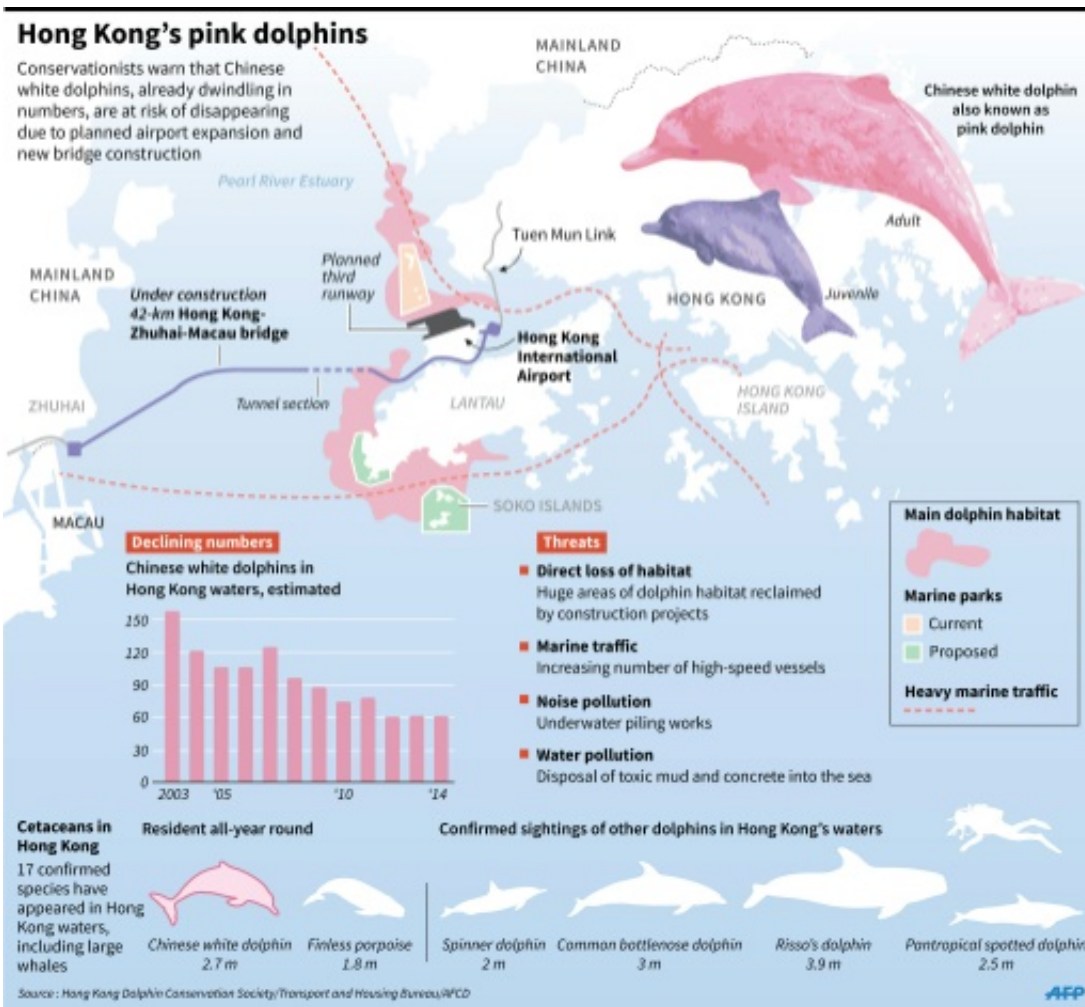 Hong Kong's pink dolphins
Conservationists warn that Chinese
white dolphins, already dwindling in
numbers, are at risk of disappearing
due to planned airport expansion and
new bridge construction
MAINLAND
CHINA
Chinese white dolphin
also known as
pink dolphin
Pearl River Estuary
Adult
Tuen Mun Link
Planned
third
runway
MAINLAND
CHINA
Under construction
42-km Hong Kong-
Zhuhai-Macau bridge
HONG KONG
Juvenile
Hong Kong
International
Airport
Tunnel section
LANTAU
HONG KONG
ISLAND
ZHUHAI
SOKO ISLANDS
MACAU
Main dolphin habitat
Marine parks
Current
Proposed
Heavy marine traffic
Declining numbers
Chinese white dolphins in
Hong Kong waters, estimated
150
120
90
60
30
0
2003 '05 '10 '14
Threats
Direct loss of habitat
Huge areas of dolphin habitat reclaimed
by construction projects
Marine traffic
Increasing number of high-speed vessels
Noise pollution
Underwater piling works
Water pollution
Disposal of toxic mud and concrete into the sea
Cetaceans in
Hong Kong
17 confirmed
species have
appeared in Hong
Kong waters,
including large
whales
Resident all-year round
Confirmed sightings of other dolphins in Hong Kong's waters
Chinese white dolphin
2.7 m
Finless porpoise
1.8 m
Spinner dolphin
2 m
Common bottlenose dolphin
3 m
Risso's dolphin
3.9 m
Pantropical spotted dolphin
2.5 m
Source : Hong Kong Dolphin Conservation Society/Transport and Housing Bureau/AFCD
AFP